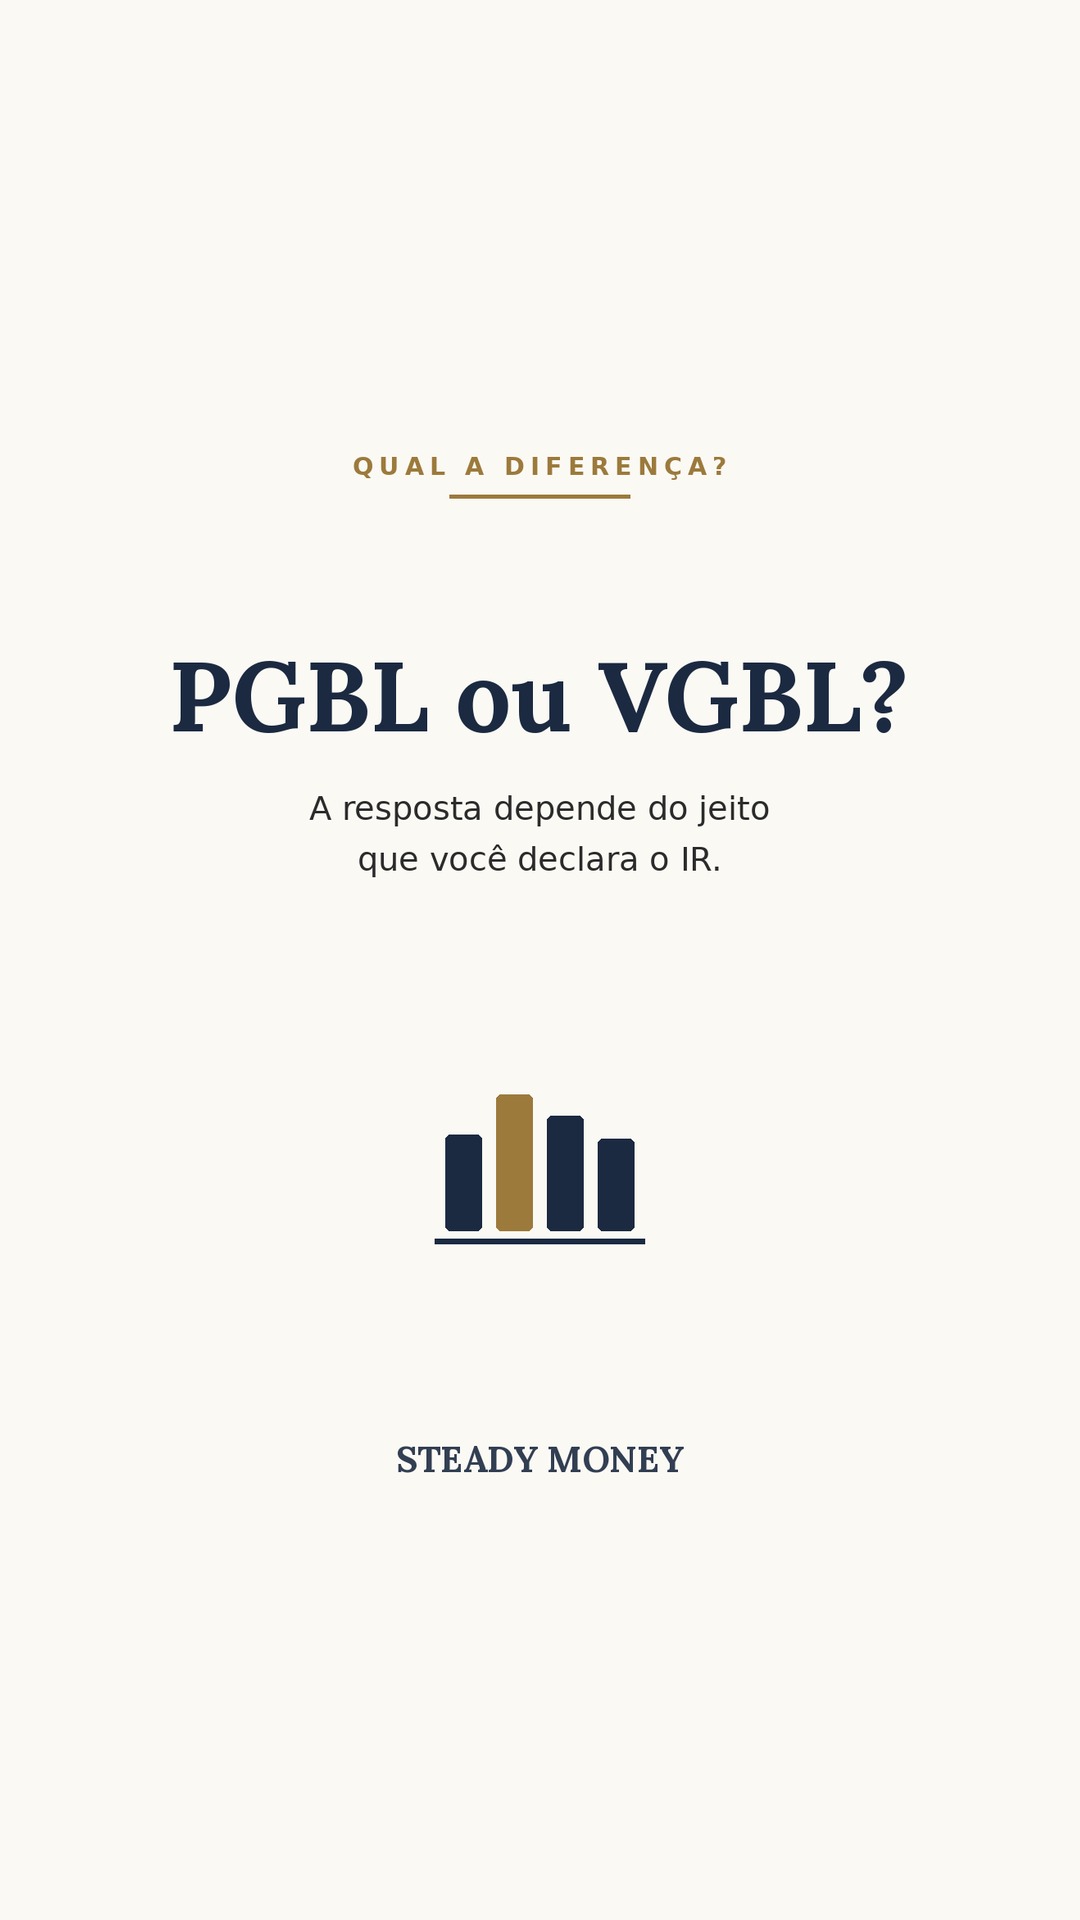 QUAL A DIFERENÇA?
PGBL ou VGBL?
A resposta depende do jeito
que você declara o IR.
STEADY MONEY